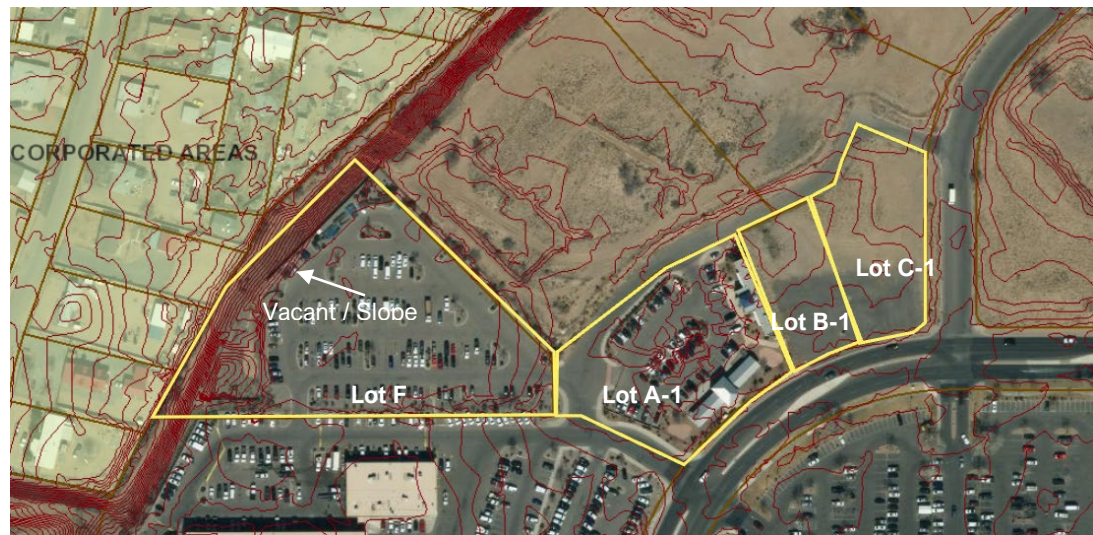 CORPORATED AREAS
Lot C-1
Vacant / Slope
Lot B-1
Lot F
Lot A-1